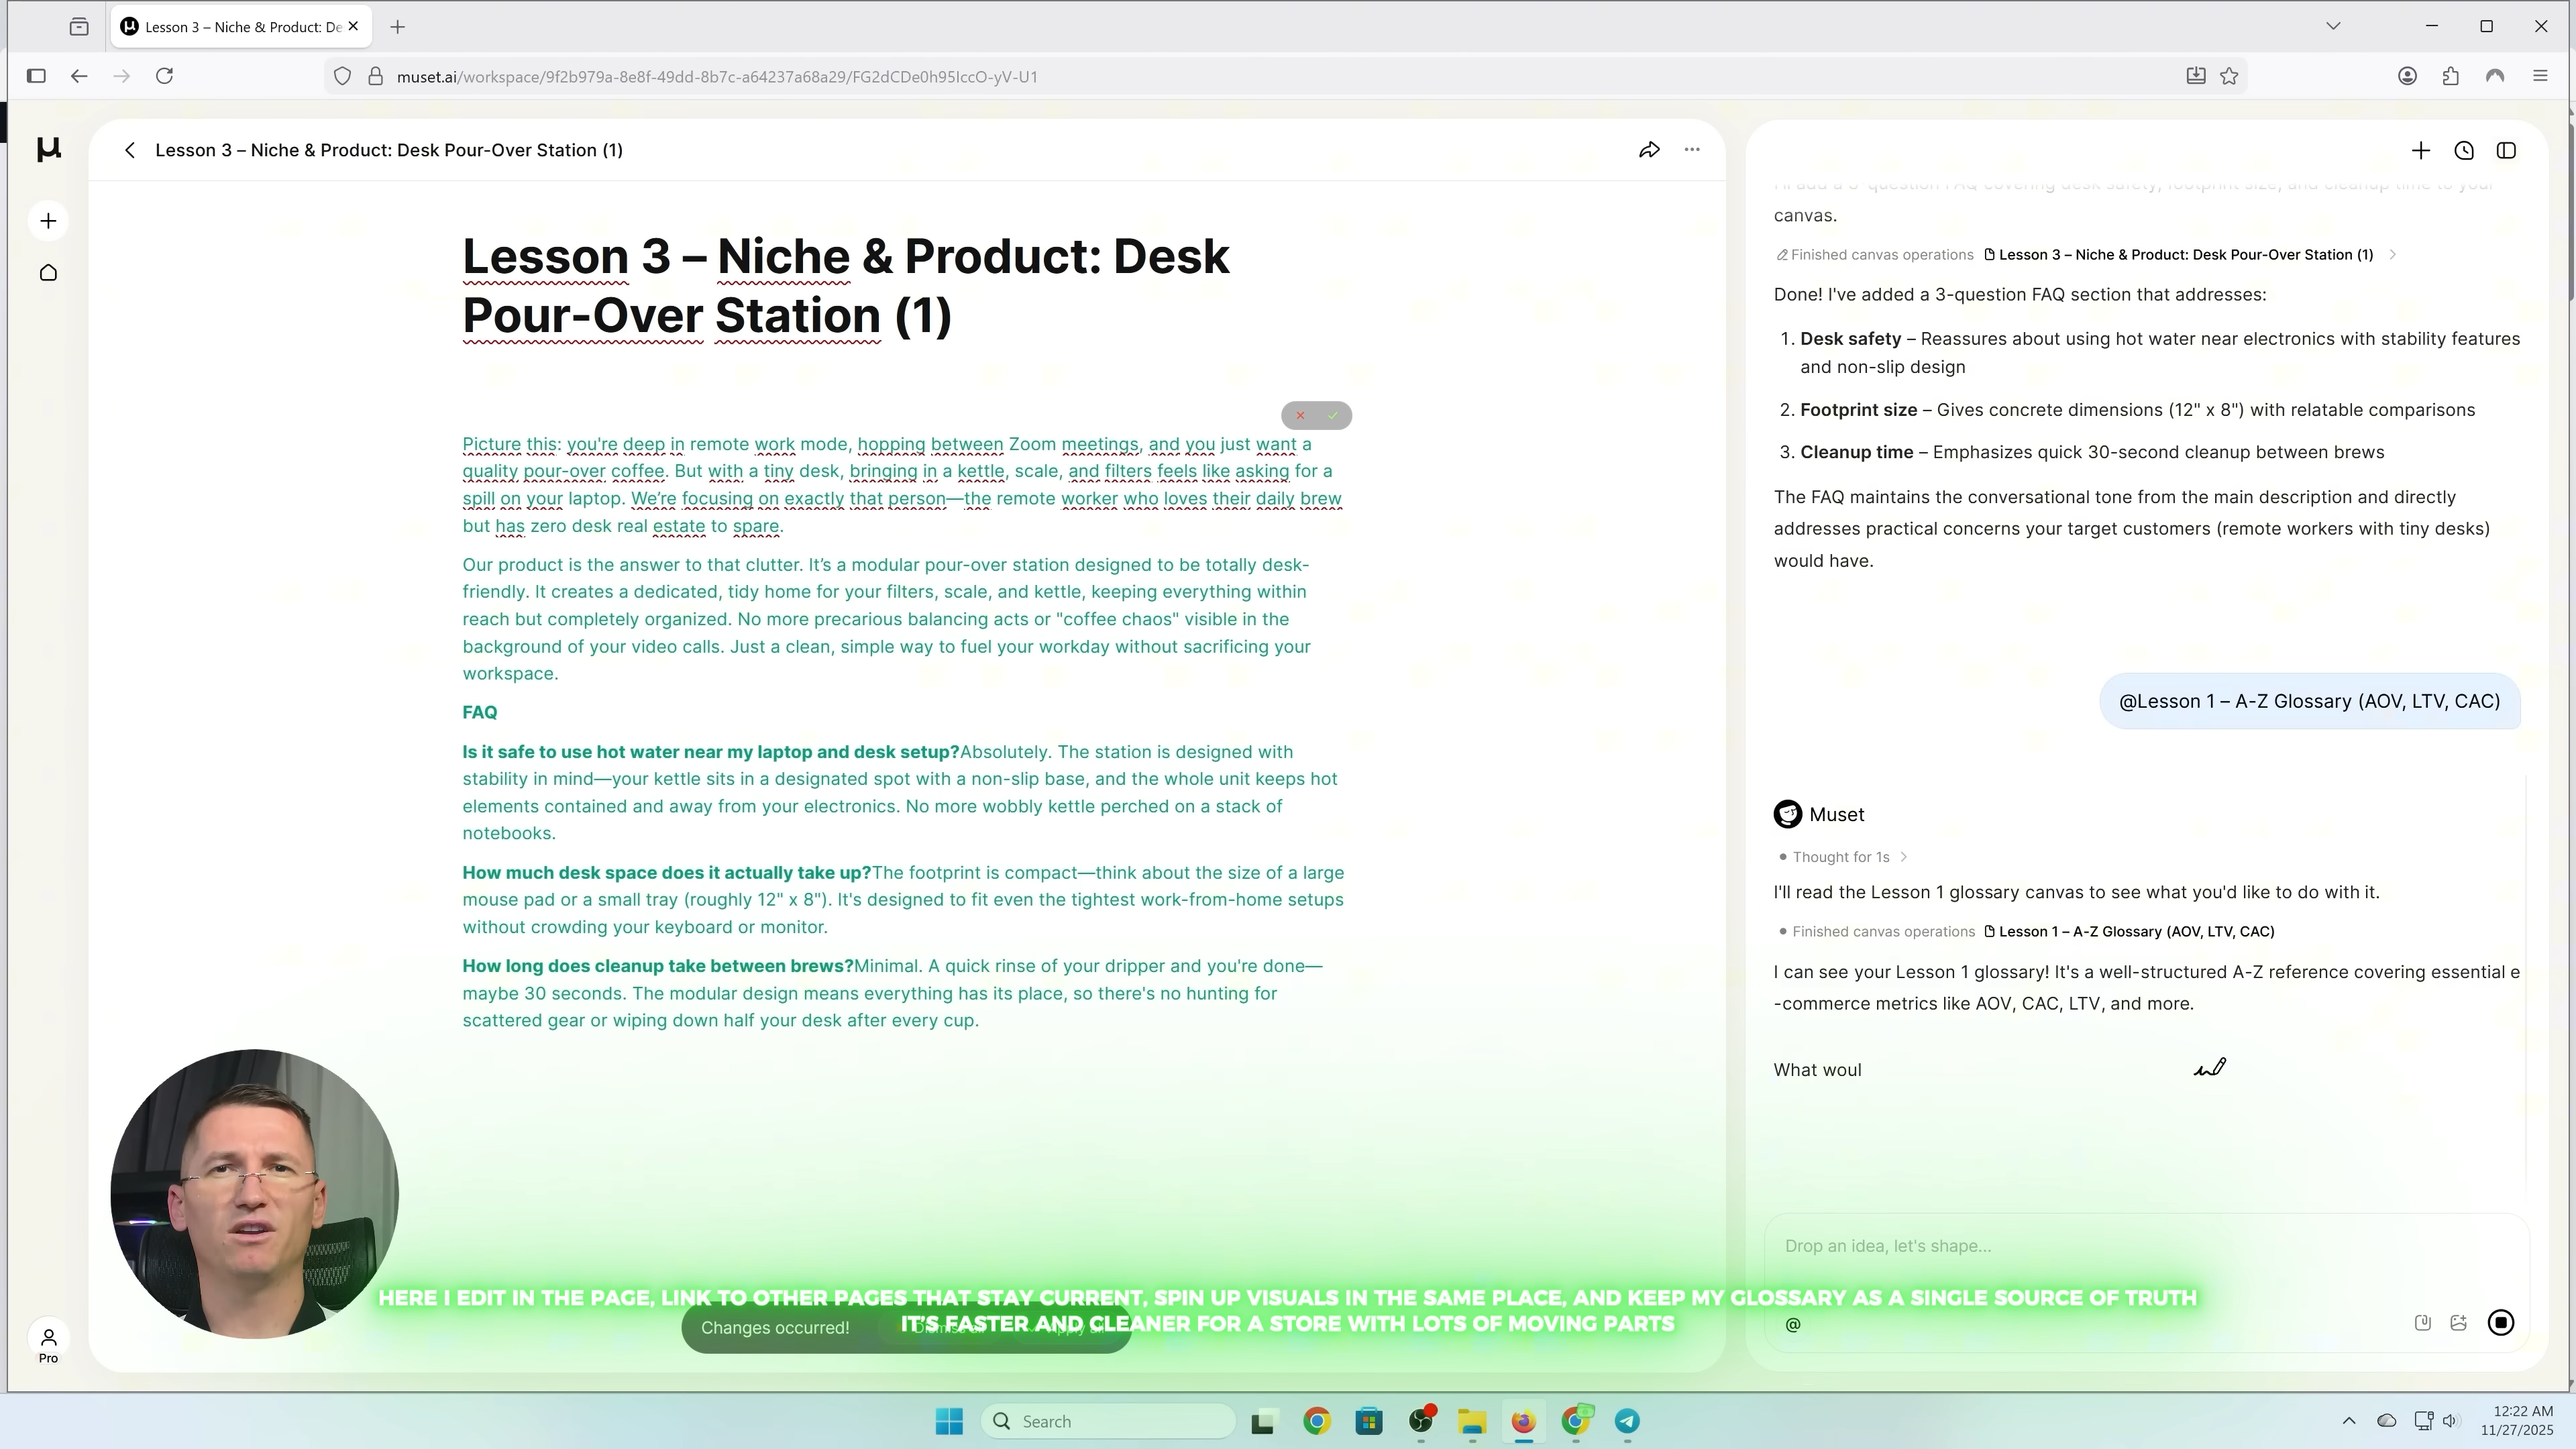 Lesson 3 – Niche & Product: De
muset.ai/workspace/9f2b979a-8e8f-49dd-8b7c-a64237a68a29/FG2dCDe0h95IccO-yV-U1
µ
Lesson 3 – Niche & Product: Desk Pour-Over Station (1)
Lesson 3 – Niche & Product: Desk
Pour-Over Station (1)
Picture this: you're deep in remote work mode, hopping between Zoom meetings, and you just want a
quality pour-over coffee. But with a tiny desk, bringing in a kettle, scale, and filters feels like asking for a
spill on your laptop. We’re focusing on exactly that person—the remote worker who loves their daily brew
but has zero desk real estate to spare.
Our product is the answer to that clutter. It’s a modular pour-over station designed to be totally desk-
friendly. It creates a dedicated, tidy home for your filters, scale, and kettle, keeping everything within
reach but completely organized. No more precarious balancing acts or "coffee chaos" visible in the
background of your video calls. Just a clean, simple way to fuel your workday without sacrificing your
workspace.
FAQ
Is it safe to use hot water near my laptop and desk setup?Absolutely. The station is designed with
stability in mind—your kettle sits in a designated spot with a non-slip base, and the whole unit keeps hot
elements contained and away from your electronics. No more wobbly kettle perched on a stack of
notebooks.
How much desk space does it actually take up?The footprint is compact—think about the size of a large
mouse pad or a small tray (roughly 12" x 8"). It's designed to fit even the tightest work-from-home setups
without crowding your keyboard or monitor.
How long does cleanup take between brews?Minimal. A quick rinse of your dripper and you're done—
maybe 30 seconds. The modular design means everything has its place, so there's no hunting for
scattered gear or wiping down half your desk after every cup.
I'll add a 3-question FAQ covering desk safety, footprint size, and cleanup time to your
canvas.
Finished canvas operations Lesson 3 – Niche & Product: Desk Pour-Over Station (1)
Done! I've added a 3-question FAQ section that addresses:
1. Desk safety – Reassures about using hot water near electronics with stability features
and non-slip design
2. Footprint size – Gives concrete dimensions (12" x 8") with relatable comparisons
3. Cleanup time – Emphasizes quick 30-second cleanup between brews
The FAQ maintains the conversational tone from the main description and directly
addresses practical concerns your target customers (remote workers with tiny desks)
would have.
@Lesson 1 – A-Z Glossary (AOV, LTV, CAC)
Muset
Thought for 1s
I'll read the Lesson 1 glossary canvas to see what you'd like to do with it.
Finished canvas operations Lesson 1 – A-Z Glossary (AOV, LTV, CAC)
I can see your Lesson 1 glossary! It's a well-structured A-Z reference covering essential e
-commerce metrics like AOV, CAC, LTV, and more.
What woul
Drop an idea, let's shape...
@
HERE I EDIT IN THE PAGE, LINK TO OTHER PAGES THAT STAY CURRENT, SPIN UP VISUALS IN THE SAME PLACE, AND KEEP MY GLOSSARY AS A SINGLE SOURCE OF TRUTH
IT’S FASTER AND CLEANER FOR A STORE WITH LOTS OF MOVING PARTS
Changes occurred!
Pro
Search
12:22 AM
11/27/2025